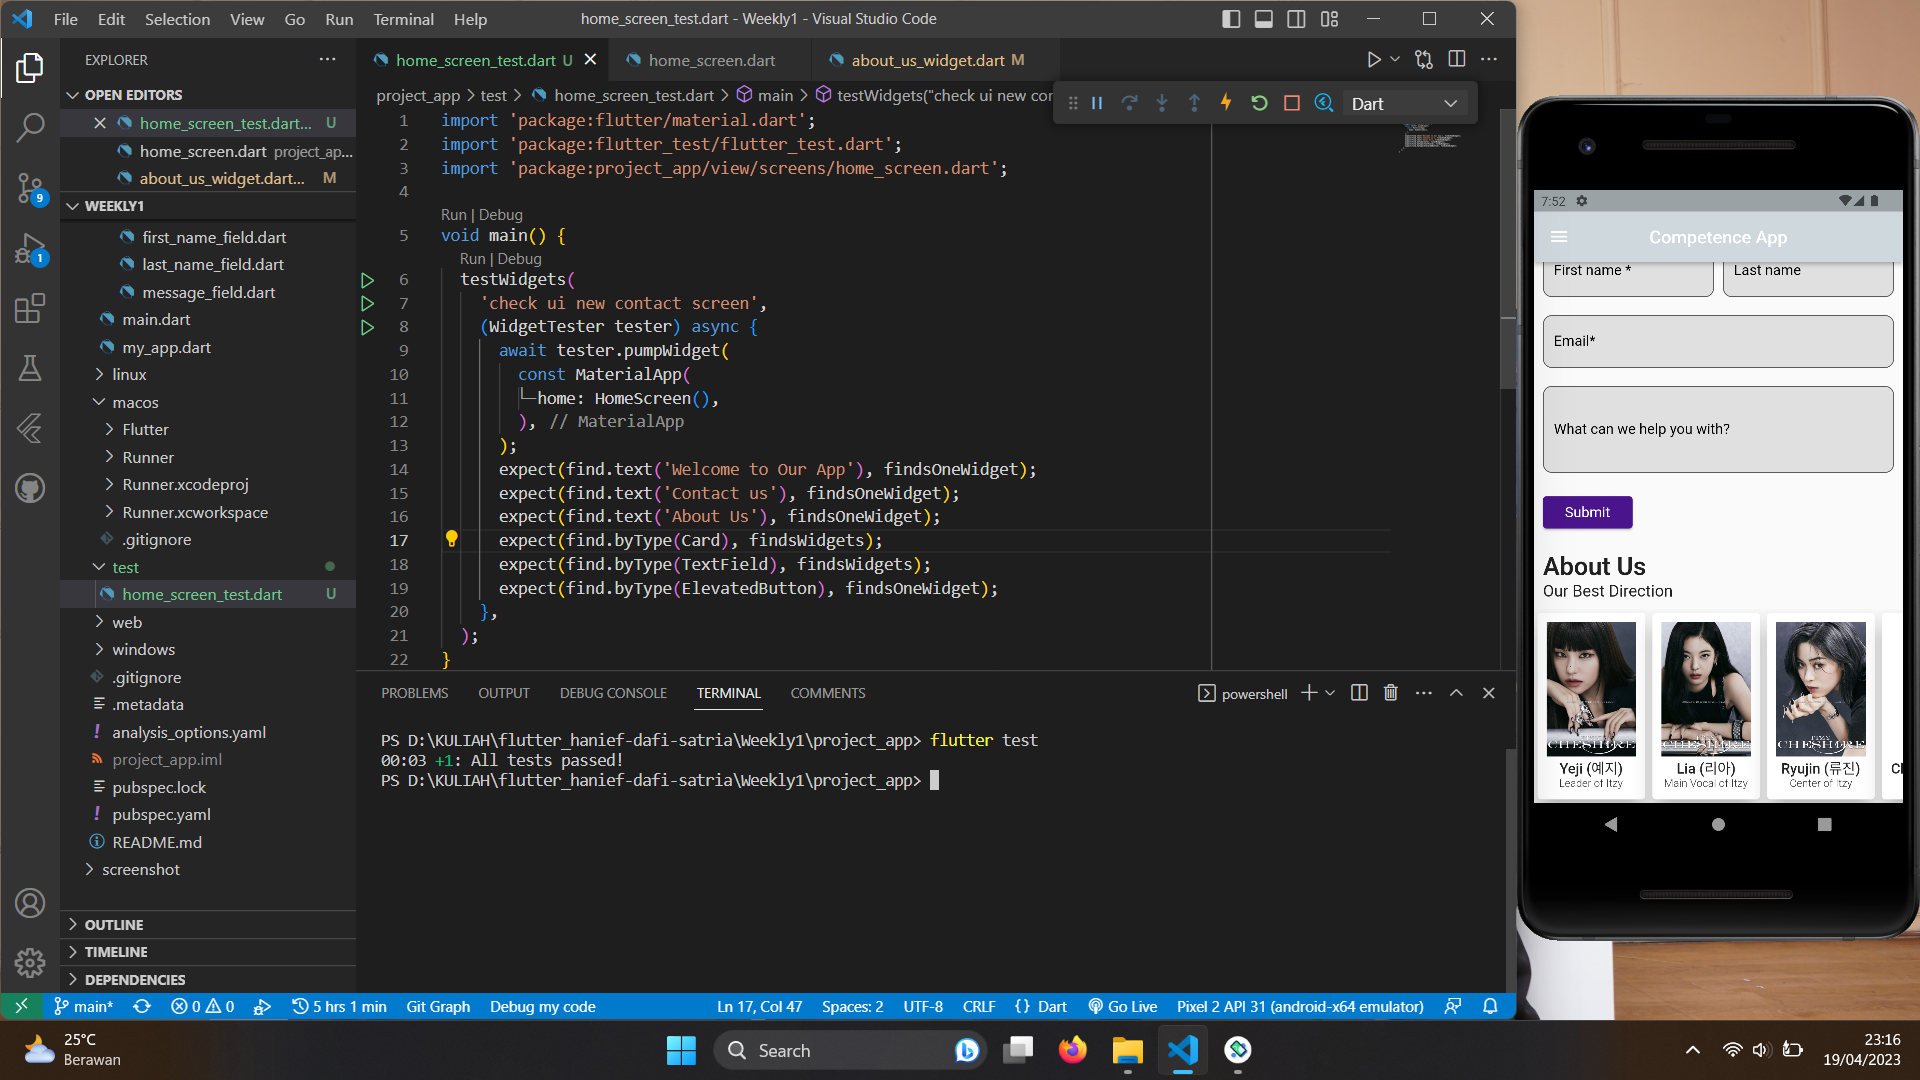 File Edit Selection View Go Run Terminal Help
home_screen_test.dart - Weekly1 - Visual Studio Code
EXPLORER
OPEN EDITORS
home_screen_test.dart... U
home_screen.dart project_ap...
about_us_widget.dart... M
WEEKLY1
first_name_field.dart
last_name_field.dart
message_field.dart
main.dart
my_app.dart
linux
macos
Flutter
Runner
Runner.xcodeproj
Runner.xcworkspace
.gitignore
test
home_screen_test.dart U
web
windows
.gitignore
.metadata
analysis_options.yaml
project_app.iml
pubspec.lock
pubspec.yaml
README.md
screenshot
OUTLINE
TIMELINE
DEPENDENCIES
9
1
home_screen_test.dart U
home_screen.dart
about_us_widget.dart M
project_app > test > home_screen_test.dart > main > testWidgets("check ui new con
Dart
1 import 'package:flutter/material.dart';
2 import 'package:flutter_test/flutter_test.dart';
3 import 'package:project_app/view/screens/home_screen.dart';
4
Run | Debug
5 void main() {
Run | Debug
6 testWidgets(
7 'check ui new contact screen',
8 (WidgetTester tester) async {
9 await tester.pumpWidget(
10 const MaterialApp(
11 home: HomeScreen(),
12 ), // MaterialApp
13 );
14 expect(find.text('Welcome to Our App'), findsOneWidget);
15 expect(find.text('Contact us'), findsOneWidget);
16 expect(find.text('About Us'), findsOneWidget);
17 expect(find.byType(Card), findsWidgets);
18 expect(find.byType(TextField), findsWidgets);
19 expect(find.byType(ElevatedButton), findsOneWidget);
20 },
21 );
22 }
PROBLEMS OUTPUT DEBUG CONSOLE TERMINAL COMMENTS
powershell
PS D:\KULIAH\flutter_hanief-dafi-satria\Weekly1\project_app> flutter test
00:03 +1: All tests passed!
PS D:\KULIAH\flutter_hanief-dafi-satria\Weekly1\project_app>
main* 0 0 5 hrs 1 min Git Graph Debug my code
Ln 17, Col 47 Spaces: 2 UTF-8 CRLF {} Dart Go Live Pixel 2 API 31 (android-x64 emulator)
7:52
Competence App
First name *
Last name
Email*
What can we help you with?
Submit
About Us
Our Best Direction
ITZY
CHESHIRE
Yeji (예지)
Leader of Itzy
ITZY
CHESHIRE
Lia (리아)
Main Vocal of Itzy
ITZY
CHESHIRE
Ryujin (류진)
Center of Itzy
25°C
Berawan
Search
23:16
19/04/2023